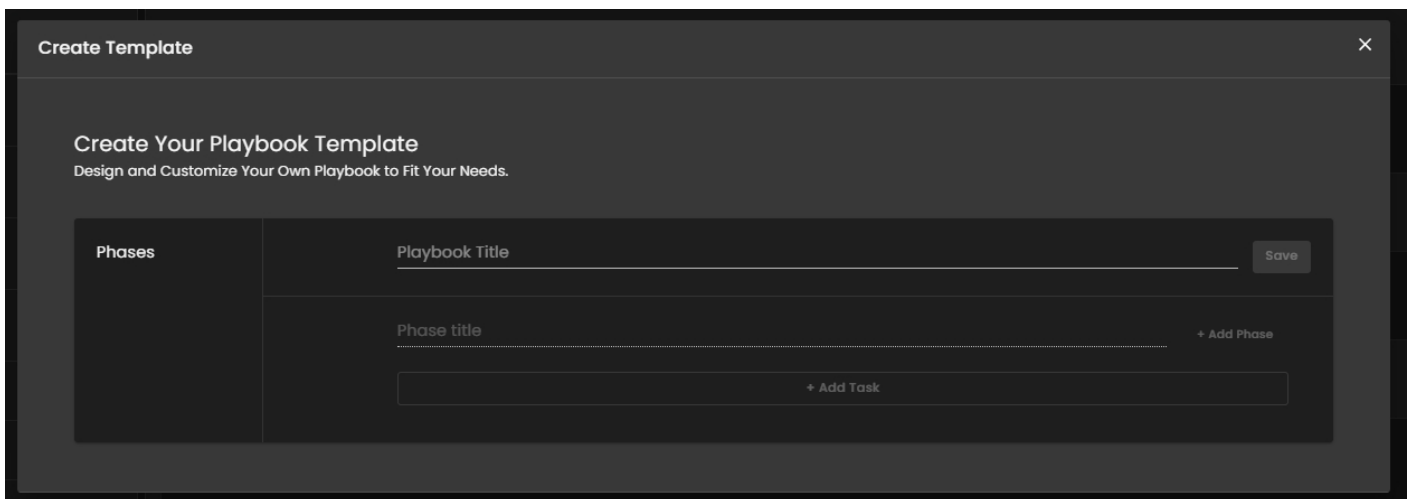 Create Template
Create Your Playbook Template
Design and Customize Your Own Playbook to Fit Your Needs.
Phases
Playbook Title
Save
Phase title
+ Add Phase
+ Add Task